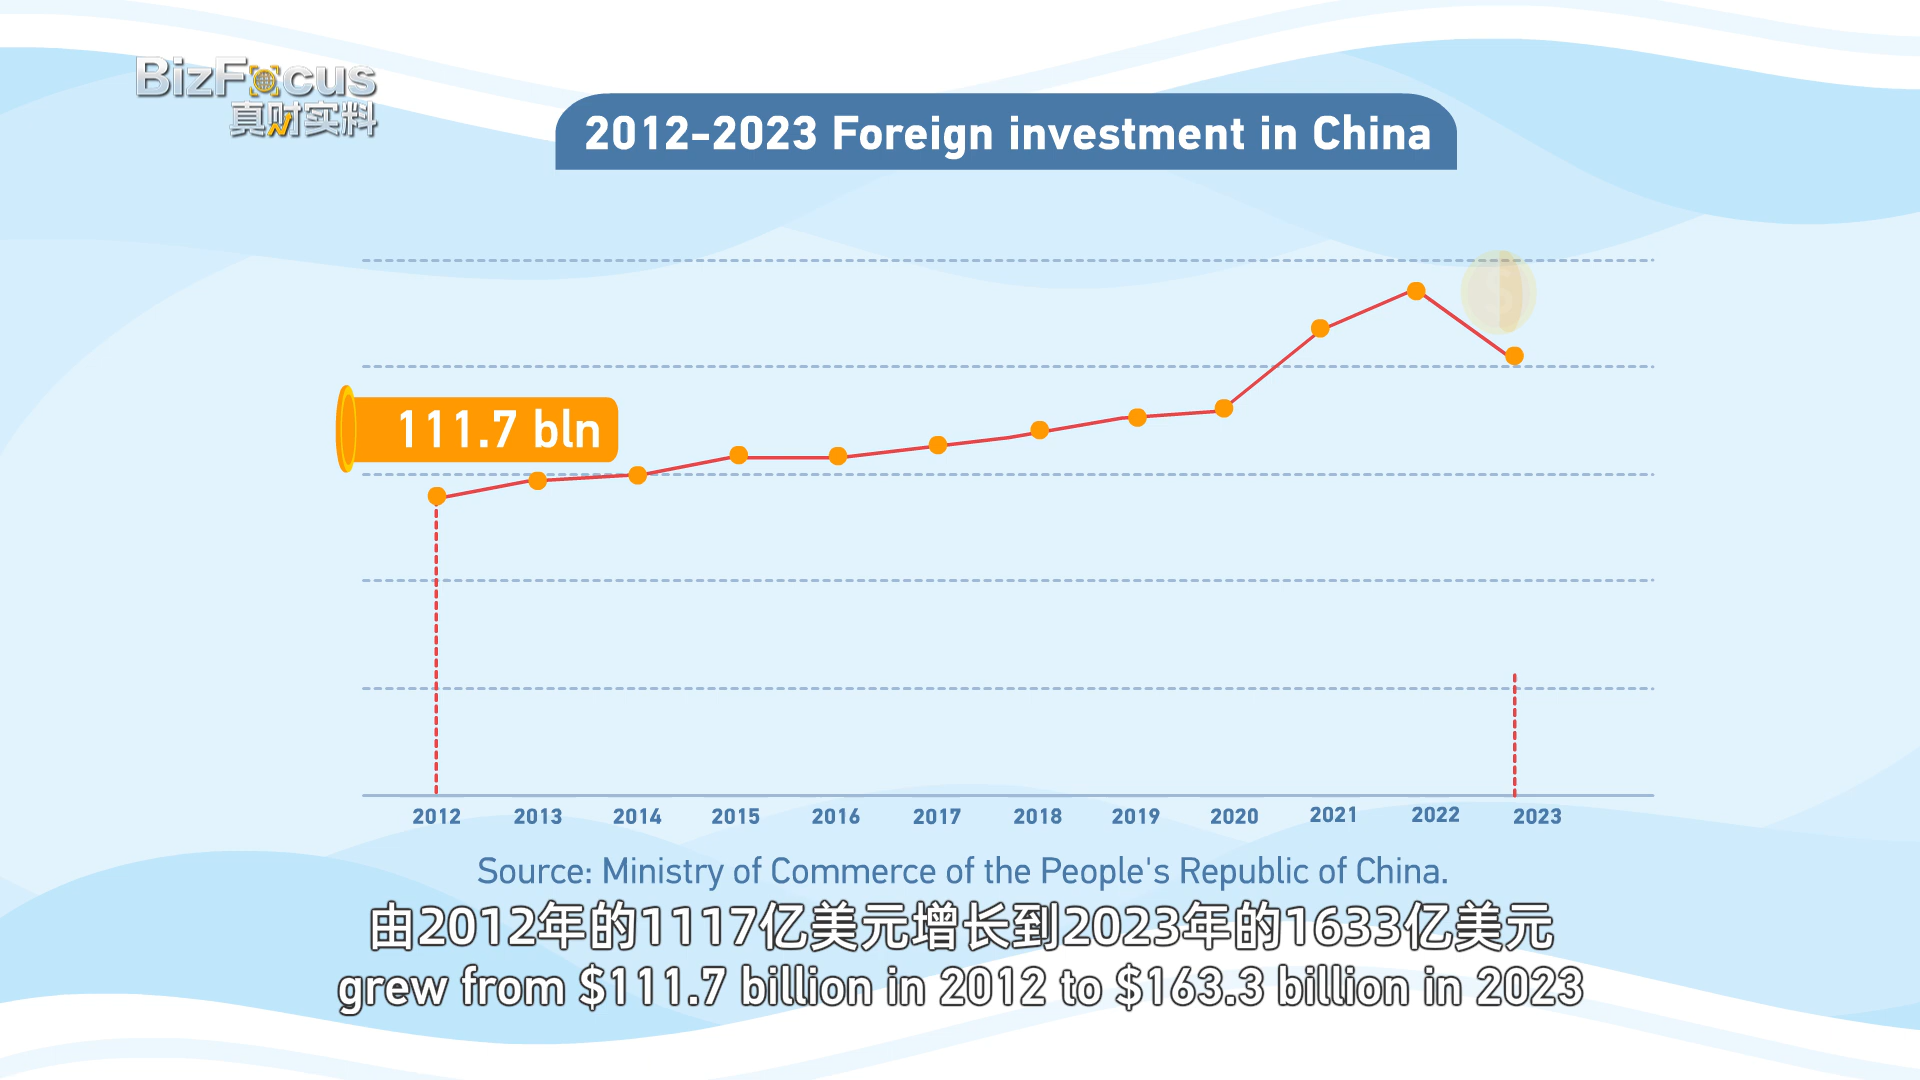 BizFocus
真财实料
2012-2023 Foreign investment in China
111.7 bln
2012 2013 2014 2015 2016 2017 2018 2019 2020 2021 2022 2023
Source: Ministry of Commerce of the People's Republic of China.
由2012年的1117亿美元增长到2023年的1633亿美元
grew from $111.7 billion in 2012 to $163.3 billion in 2023